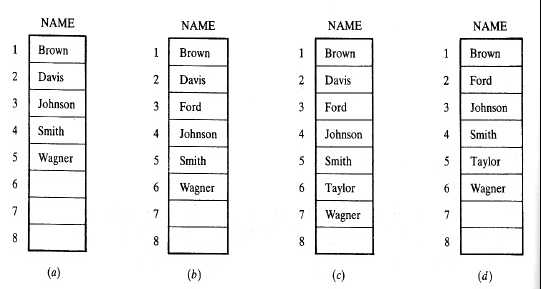 NAME NAME NAME NAME
1 Brown 1 Brown 1 Brown 1 Brown
2 Davis 2 Davis 2 Davis 2 Ford
3 Johnson 3 Ford 3 Ford 3 Johnson
4 Smith 4 Johnson 4 Johnson 4 Smith
5 Wagner 5 Smith 5 Smith 5 Taylor
6 6 Wagner 6 Taylor 6 Wagner
7 7 7 Wagner 7
8 8 8 8
(a) (b) (c) (d)